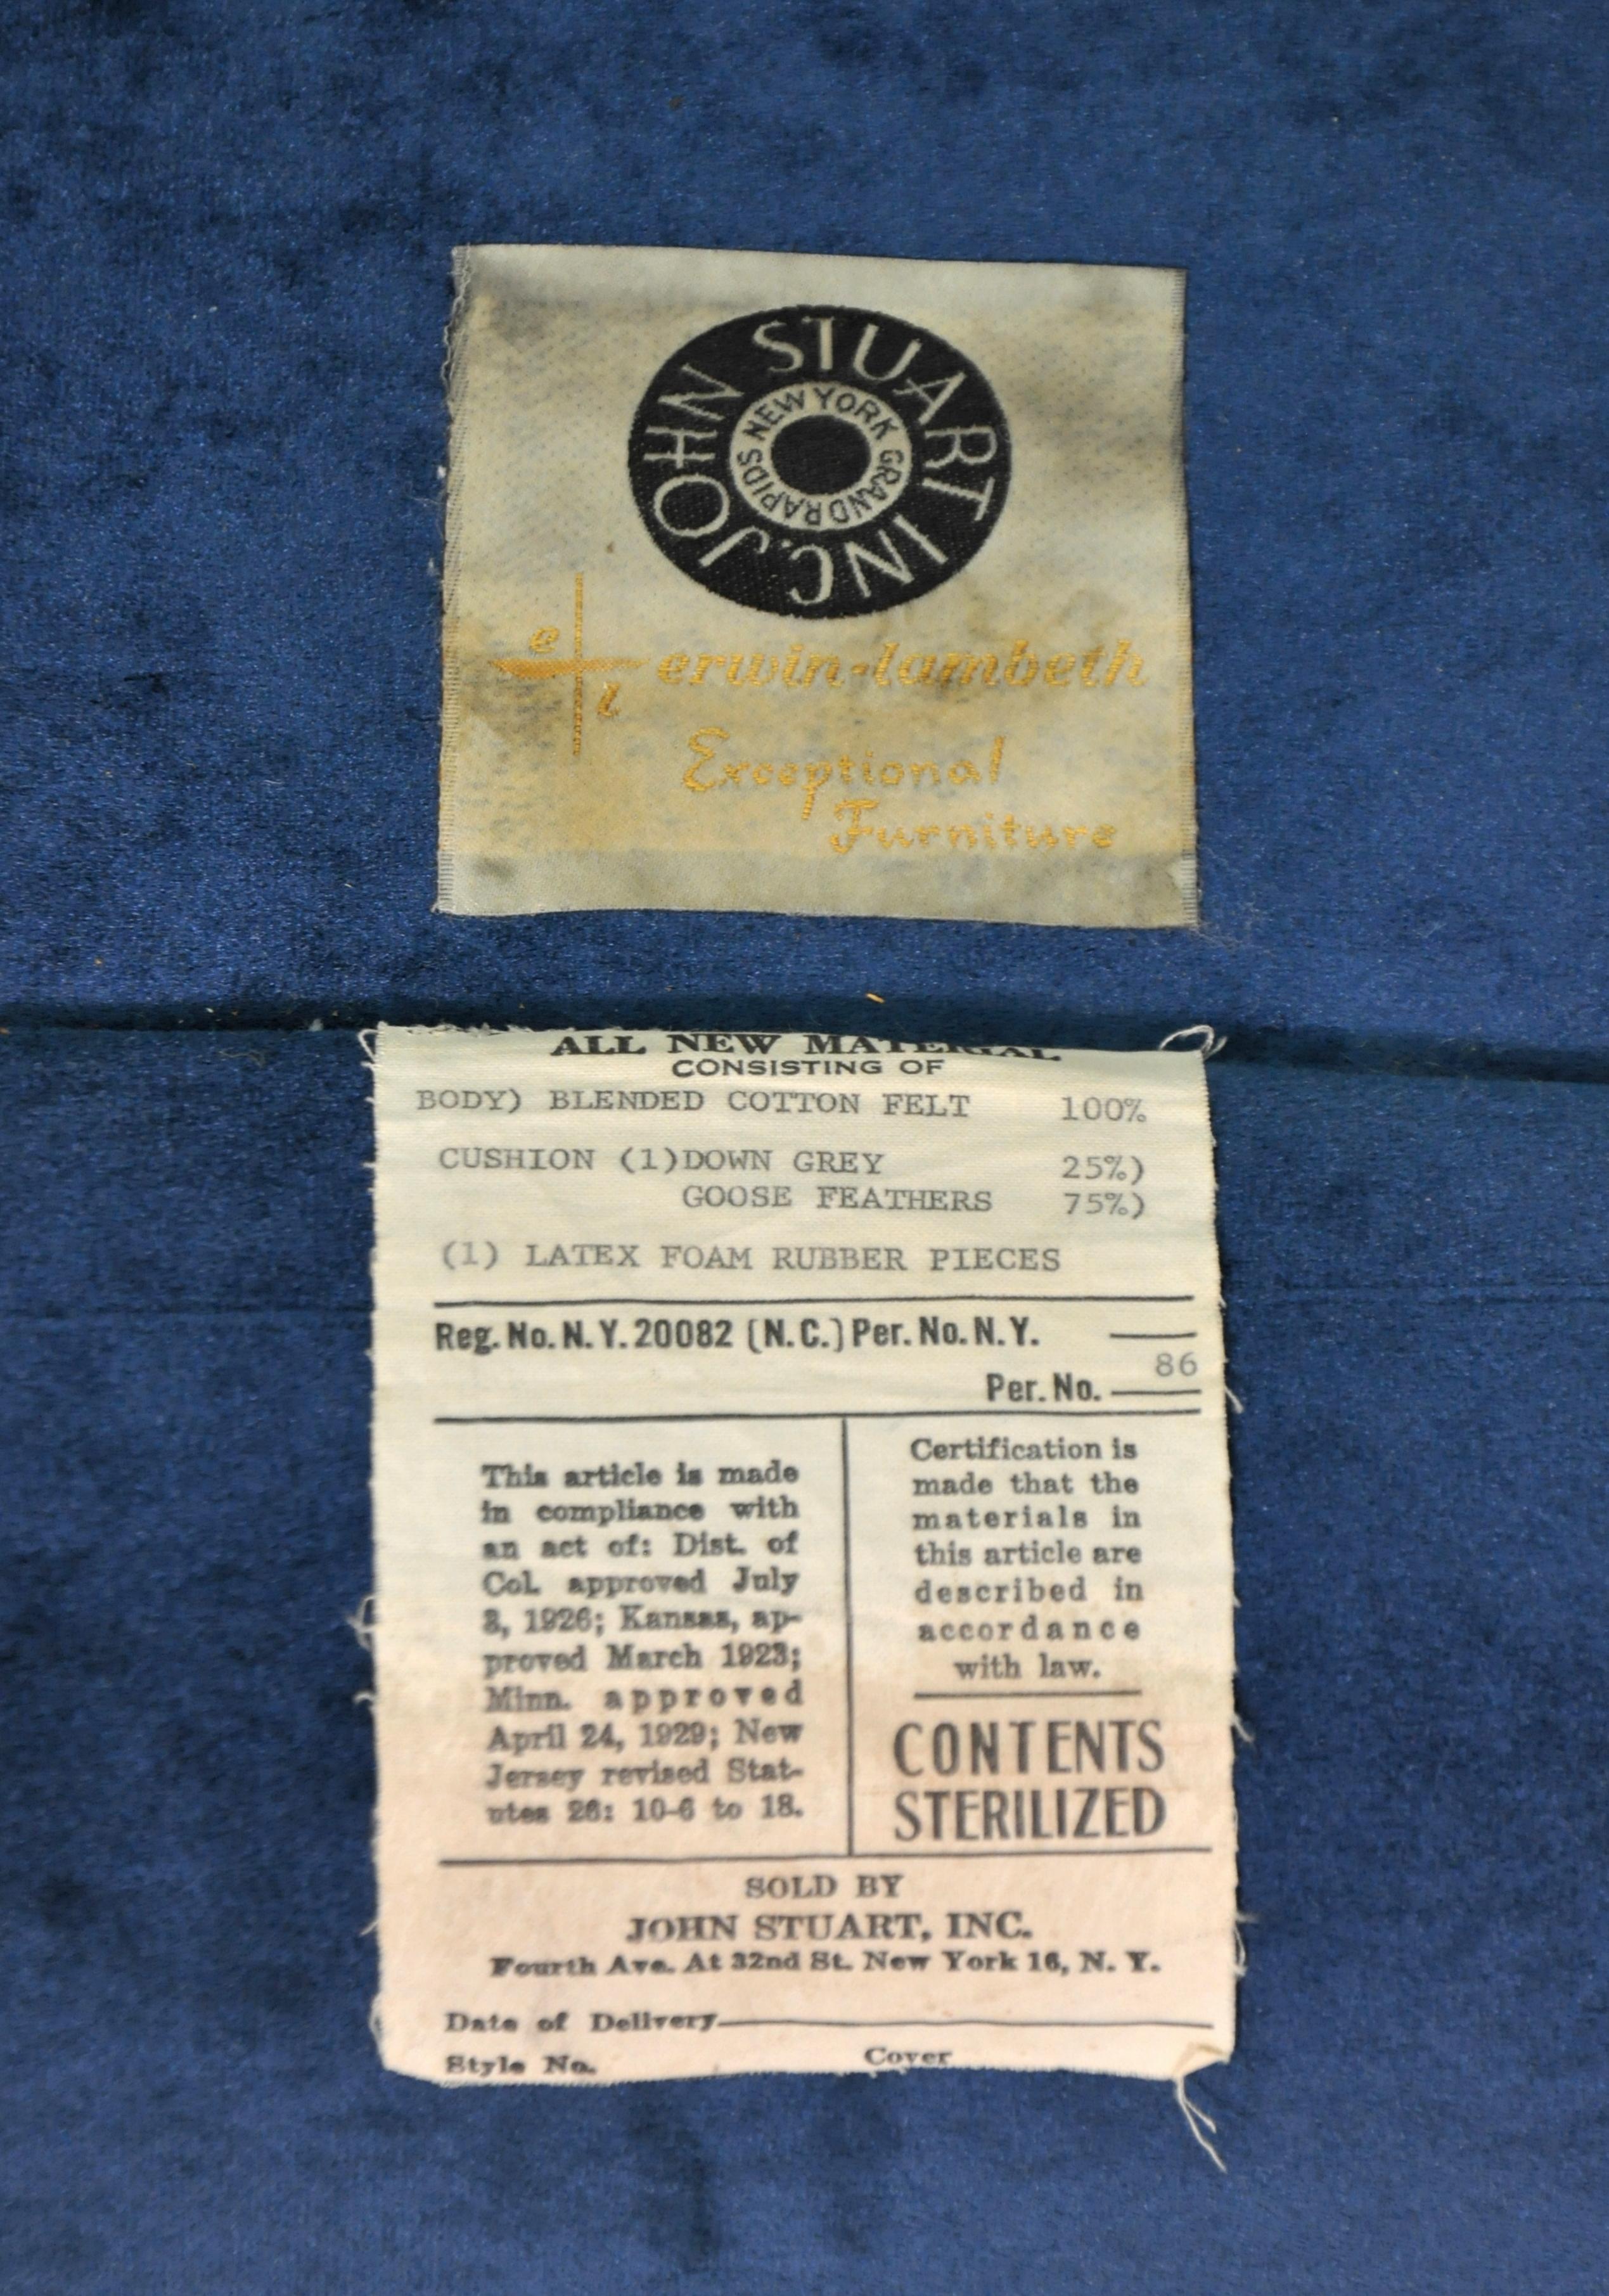 JOHN STUART INC.
NEW YORK GRAND RAPIDS
e
l
erwin-lambeth
Exceptional
Furniture
ALL NEW MATERIAL
CONSISTING OF
BODY) BLENDED COTTON FELT 100%
CUSHION (1)DOWN GREY 25%)
GOOSE FEATHERS 75%)
(1) LATEX FOAM RUBBER PIECES
Reg. No. N. Y. 20082 (N. C.) Per. No. N. Y.
86
Per. No.
This article is made
in compliance with
an act of: Dist. of
Col. approved July
3, 1926; Kansas, ap-
proved March 1923;
Minn. approved
April 24, 1929; New
Jersey revised Stat-
utes 26: 10-6 to 18.
Certification is
made that the
materials in
this article are
described in
accordance
with law.
CONTENTS
STERILIZED
SOLD BY
JOHN STUART, INC.
Fourth Ave. At 32nd St. New York 16, N. Y.
Date of Delivery
Style No. Cover